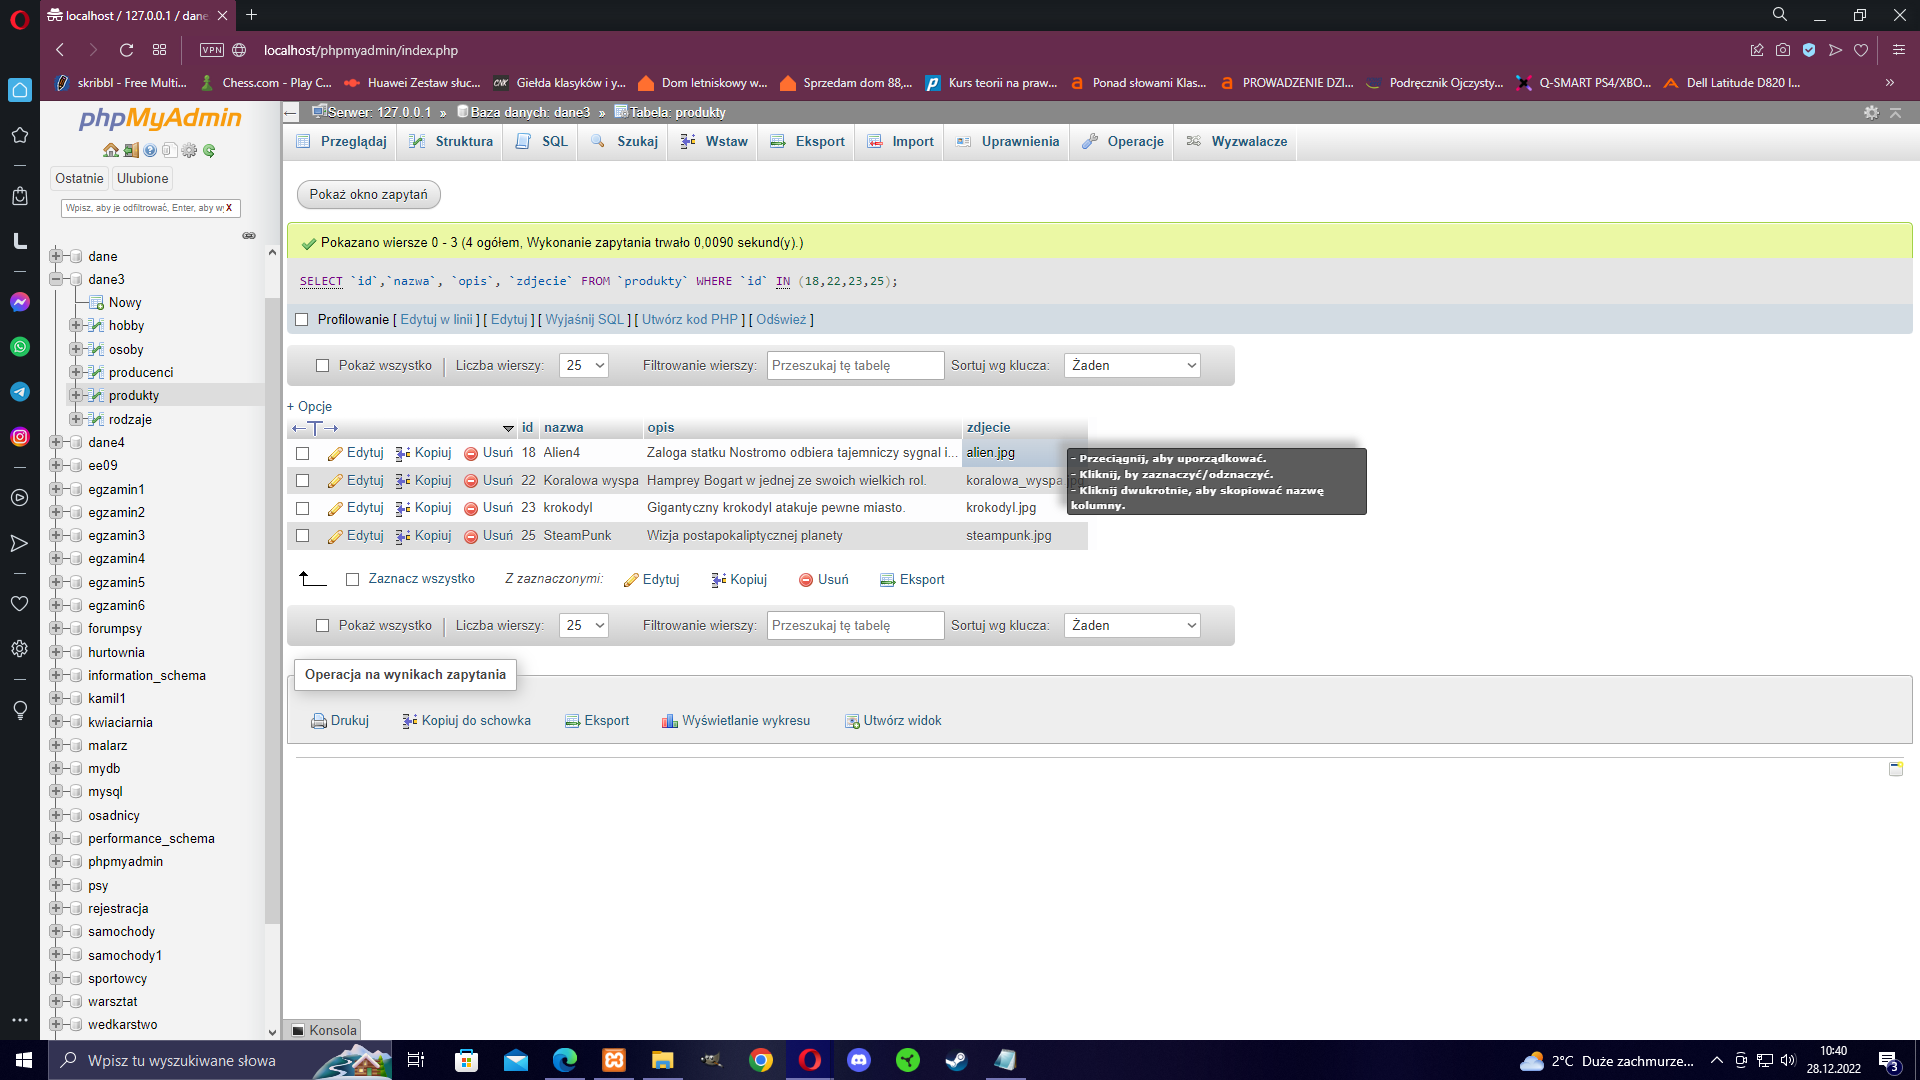 localhost / 127.0.0.1 / dane
VPN
localhost/phpmyadmin/index.php
skribbl - Free Multi...
Chess.com - Play C...
Huawei Zestaw słuc...
Giełda klasyków i y...
Dom letniskowy w...
Sprzedam dom 88,...
Kurs teorii na praw...
Ponad słowami Klas...
PROWADZENIE DZI...
Podręcznik Ojczysty...
Q-SMART PS4/XBO...
Dell Latitude D820 I...
phpMyAdmin
Ostatnie Ulubione
Wpisz, aby je odfiltrować, Enter, aby wy X
dane
dane3
Nowy
hobby
osoby
producenci
produkty
rodzaje
dane4
ee09
egzamin1
egzamin2
egzamin3
egzamin4
egzamin5
egzamin6
forumpsy
hurtownia
information_schema
kamil1
kwiaciarnia
malarz
mydb
mysql
osadnicy
performance_schema
phpmyadmin
psy
rejestracja
samochody
samochody1
sportowcy
warsztat
wedkarstwo
Serwer: 127.0.0.1 » Baza danych: dane3 » Tabela: produkty
Przeglądaj Struktura SQL Szukaj Wstaw Eksport Import Uprawnienia Operacje Wyzwalacze
Pokaż okno zapytań
Pokazano wiersze 0 - 3 (4 ogółem, Wykonanie zapytania trwało 0,0090 sekund(y).)
SELECT `id`,`nazwa`, `opis`, `zdjecie` FROM `produkty` WHERE `id` IN (18,22,23,25);
Profilowanie [ Edytuj w linii ] [ Edytuj ] [ Wyjaśnij SQL ] [ Utwórz kod PHP ] [ Odśwież ]
Pokaż wszystko | Liczba wierszy: 25 Filtrowanie wierszy: Przeszukaj tę tabelę Sortuj wg klucza: Żaden
+ Opcje
id nazwa opis zdjecie
Edytuj Kopiuj Usuń 18 Alien4 Zaloga statku Nostromo odbiera tajemniczy sygnal i... alien.jpg
Edytuj Kopiuj Usuń 22 Koralowa wyspa Hamprey Bogart w jednej ze swoich wielkich rol. koralowa_wyspa.jpg
Edytuj Kopiuj Usuń 23 krokodyl Gigantyczny krokodyl atakuje pewne miasto. krokodyl.jpg
Edytuj Kopiuj Usuń 25 SteamPunk Wizja postapokaliptycznej planety steampunk.jpg
- Przeciągnij, aby uporządkować.
- Kliknij, by zaznaczyć/odznaczyć.
- Kliknij dwukrotnie, aby skopiować nazwę
kolumny.
Zaznacz wszystko Z zaznaczonymi: Edytuj Kopiuj Usuń Eksport
Pokaż wszystko | Liczba wierszy: 25 Filtrowanie wierszy: Przeszukaj tę tabelę Sortuj wg klucza: Żaden
Operacja na wynikach zapytania
Drukuj Kopiuj do schowka Eksport Wyświetlanie wykresu Utwórz widok
Konsola
Wpisz tu wyszukiwane słowa
2°C Duże zachmurze...
10:40
28.12.2022
3